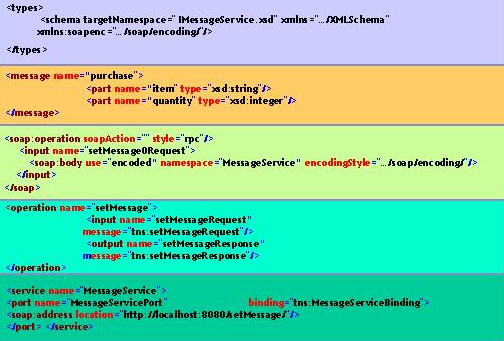 <types>
<schema targetNamespace=" IMessageService.xsd" xmlns=".../XMLSchema"
xmlns:soapenc=".../soap/encoding/"/>
</types>
<message name="purchase">
<part name="item" type="xsd:string"/>
<part name="quantity" type="xsd:integer"/>
</message>
<soap:operation soapAction="" style="rpc"/>
<input name="setMessage0Request">
<soap:body use="encoded" namespace="MessageService" encodingStyle=".../soap/encoding/"/>
</input>
</soap>
<operation name="setMessage">
<input name="setMessageRequest"
message="tns:setMessageRequest"/>
<output name="setMessageResponse"
message="tns:setMessageResponse"/>
</operation>
<service name="MessageService">
<port name="MessageServicePort" binding="tns:MessageServiceBinding">
<soap:address location="http://localhost:8080/setMessage/"/>
</port> </service>